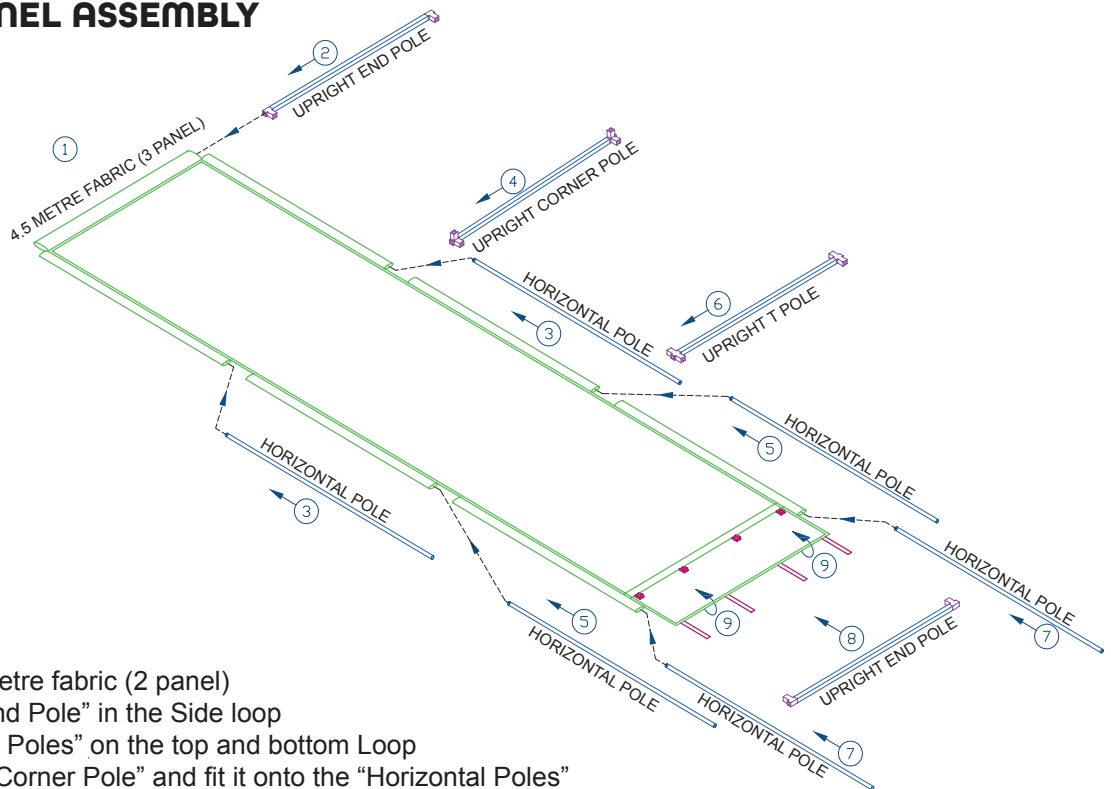 NEL ASSEMBLY
2
UPRIGHT END POLE
1
4.5 METRE FABRIC (3 PANEL)
4
UPRIGHT CORNER POLE
HORIZONTAL POLE
3
6
UPRIGHT T POLE
HORIZONTAL POLE
5
HORIZONTAL POLE
3
HORIZONTAL POLE
7
9
9
8
UPRIGHT END POLE
5
HORIZONTAL POLE
HORIZONTAL POLE
7
etre fabric (2 panel)
nd Pole” in the Side loop
Poles” on the top and bottom Loop
Corner Pole” and fit it onto the “Horizontal Poles”